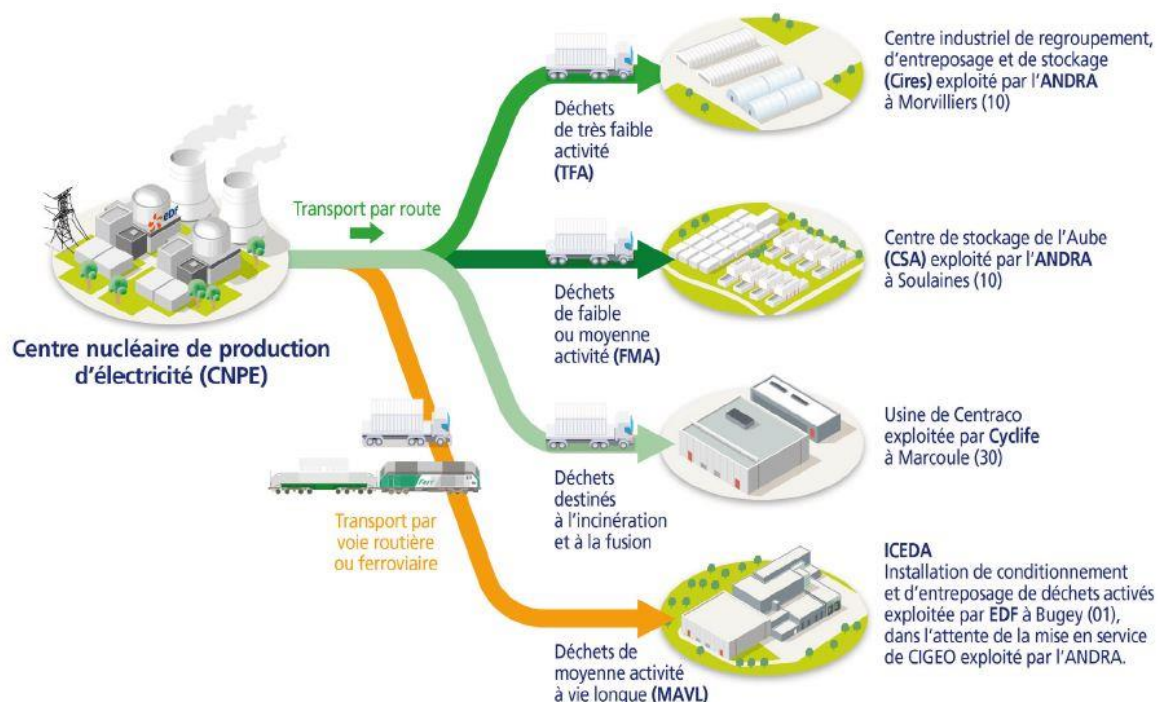 Centre industriel de regroupement,
d'entreposage et de stockage
(Cires) exploité par l'ANDRA
à Morvilliers (10)
Déchets
de très faible
activité
(TFA)
eDF
Transport par route
Centre de stockage de l'Aube
(CSA) exploité par l'ANDRA
à Soulaines (10)
Déchets
de faible
ou moyenne
activité (FMA)
Centre nucléaire de production
d'électricité (CNPE)
Usine de Centraco
exploitée par Cyclife
à Marcoule (30)
Déchets
destinés
à l'incinération
et à la fusion
Transport par
voie routière
ou ferroviaire
ICEDA
Installation de conditionnement
et d'entreposage de déchets activés
exploitée par EDF à Bugey (01),
dans l'attente de la mise en service
de CIGEO exploité par l'ANDRA.
Déchets de
moyenne activité
à vie longue (MAVL)